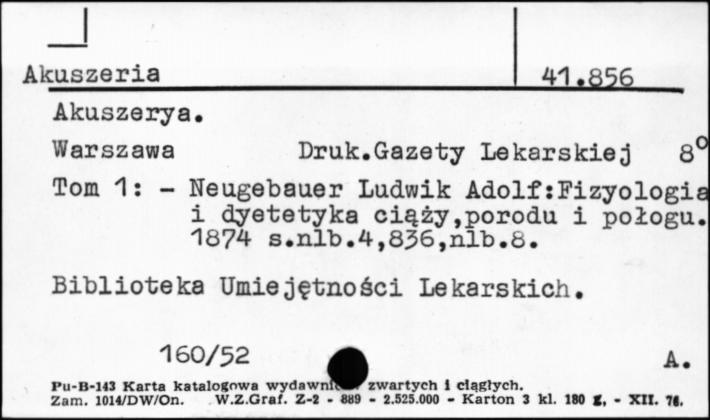 Akuszeria 41.856
Akuszerya.
Warszawa Druk.Gazety Lekarskiej 8°
Tom 1: - Neugebauer Ludwik Adolf:Fizyologia
i dyetetyka ciąży,porodu i połogu.
1874 s.nlb.4,836,nlb.8.
Biblioteka Umiejętności Lekarskich.
160/52 A.
Pu-B-143 Karta katalogowa zwartych i ciągłych.
Zam. 1014/DW/On. W.Z.Graf. Z-2 - 889 - 2.525.000 - Karton 3 kl. 180 g, - XII. 76.